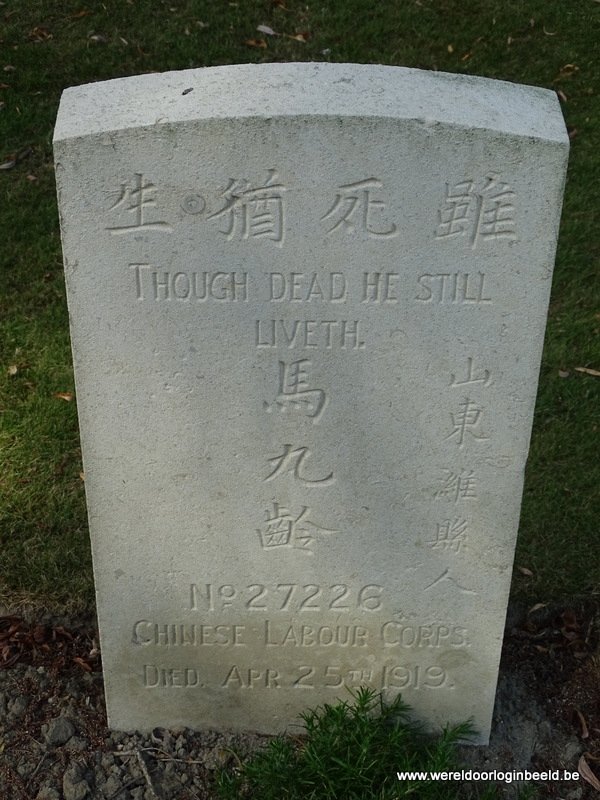 雖死猶生
THOUGH DEAD HE STILL
LIVETH.
山東維縣人
馬九齡
No. 27226
CHINESE LABOUR CORPS.
DIED. APR 25TH 1919.
www.wereldoorloginbeeld.be